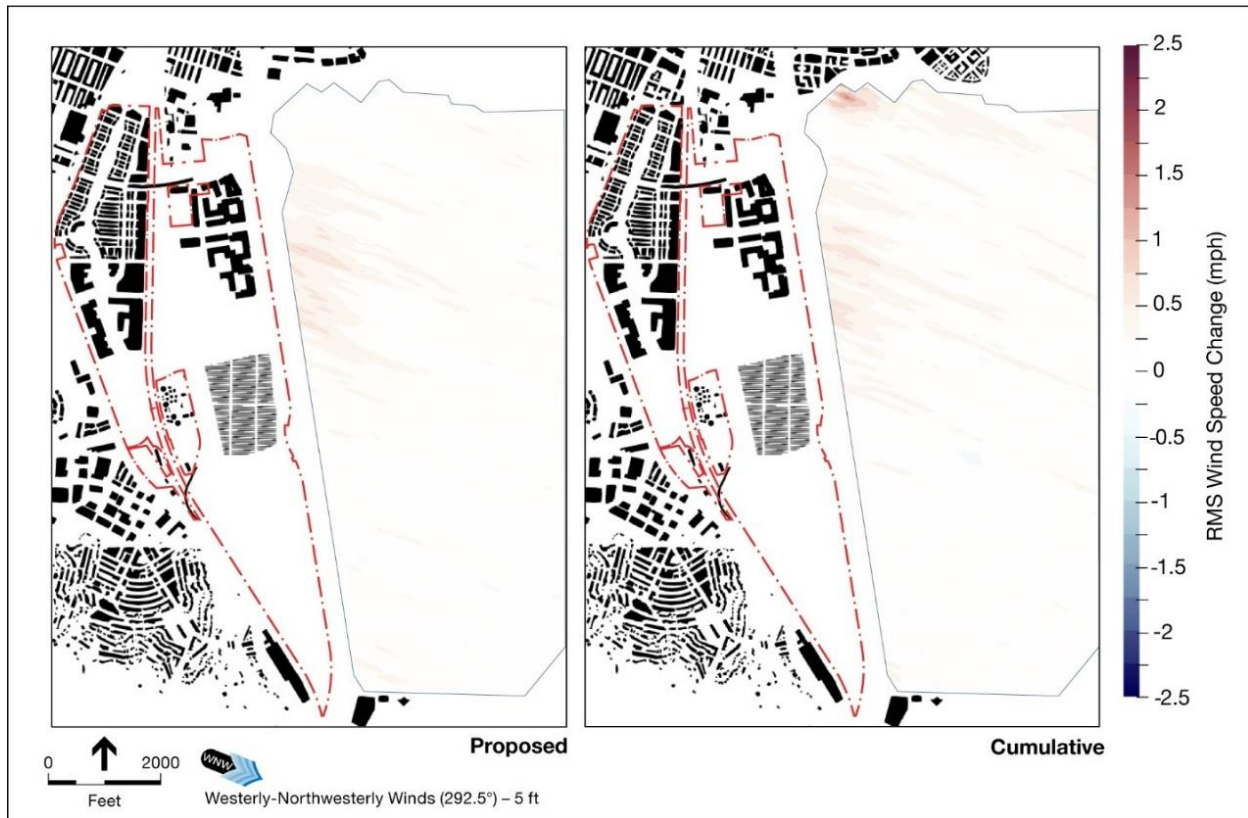 2.5
2
1.5
1
0.5
0
-0.5
-1
-1.5
-2
-2.5
RMS Wind Speed Change (mph)
Proposed
Cumulative
0 2000
Feet
WNW
Westerly-Northwesterly Winds (292.5°) – 5 ft